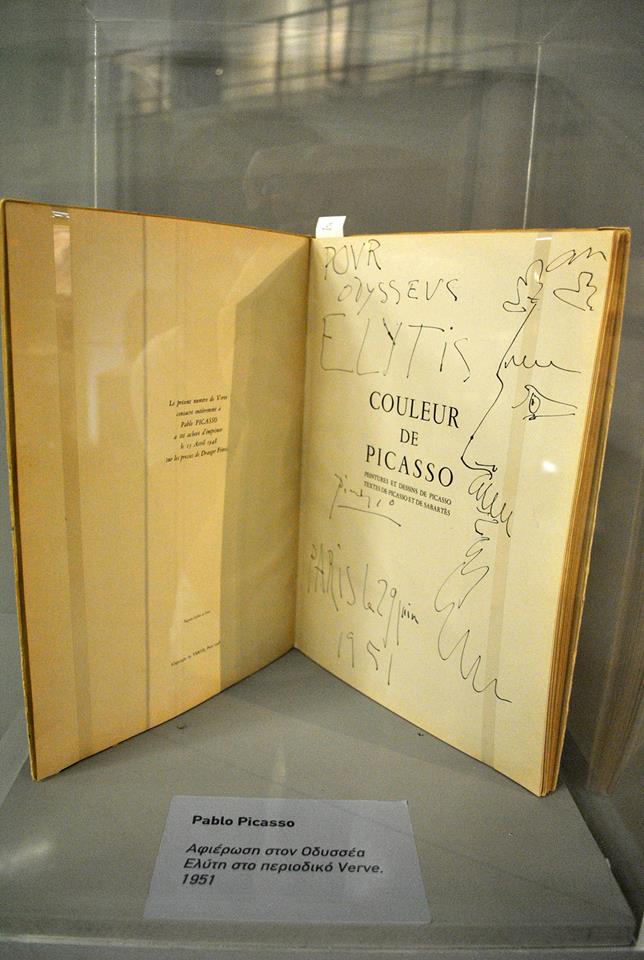 Le présent numéro de Verve
consacré entièrement à
Pablo PICASSO
a été achevé d'imprimer
le 15 Avril 1948
sur les presses de Draeger Frères
POUR
ODYSSEUS
ELYTIS
COULEUR
DE
PICASSO
PEINTURES ET DESSINS DE PICASSO
TEXTES DE PICASSO ET DE SABARTÉS
Picasso
PARIS le 29 juin
1951
Pablo Picasso
Αφιέρωση στον Οδυσσέα
Ελύτη στο περιοδικό Verve.
1951